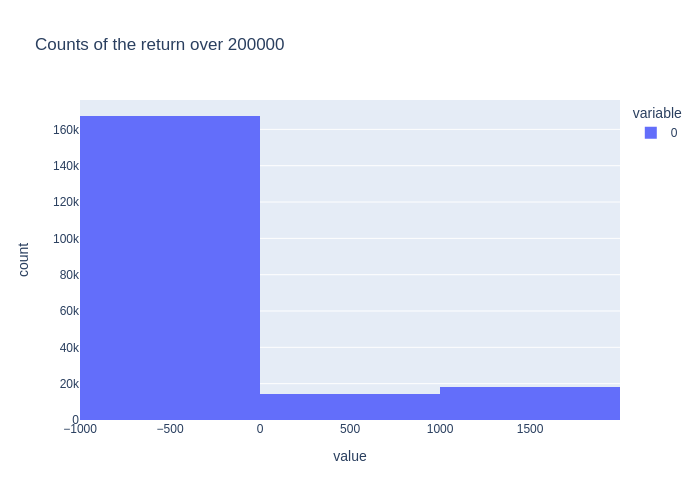 Counts of the return over 200000
variable
0
160k
140k
120k
100k
80k
60k
40k
20k
0
count
−1000
−500
0
500
1000
1500
value